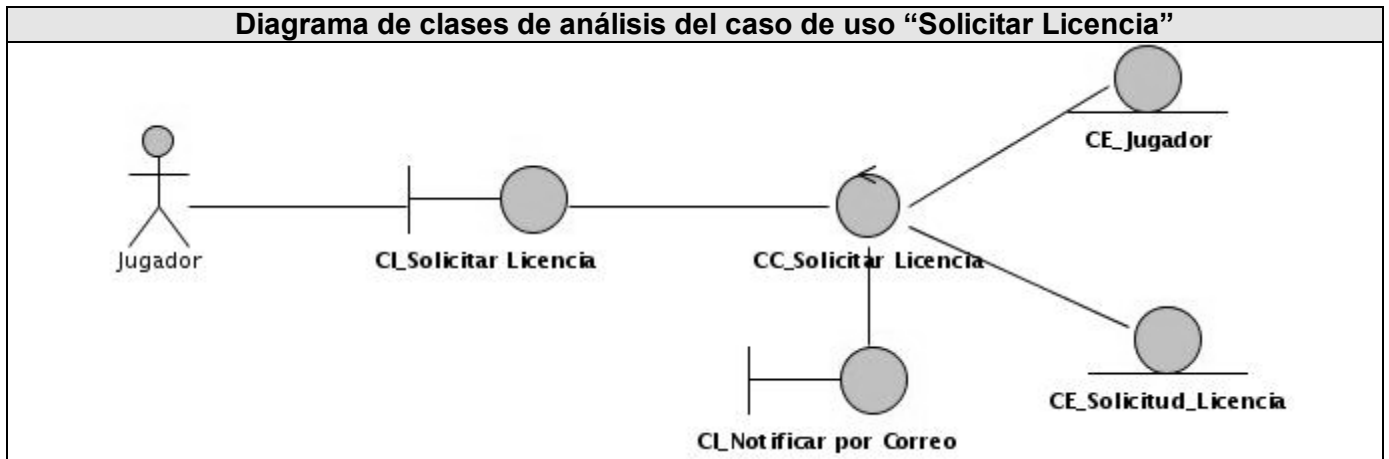 Diagrama de clases de análisis del caso de uso “Solicitar Licencia”
CE_Jugador
Jugador
CI_Solicitar Licencia
CC_Solicitar Licencia
CE_Solicitud_Licencia
CI_Notificar por Correo